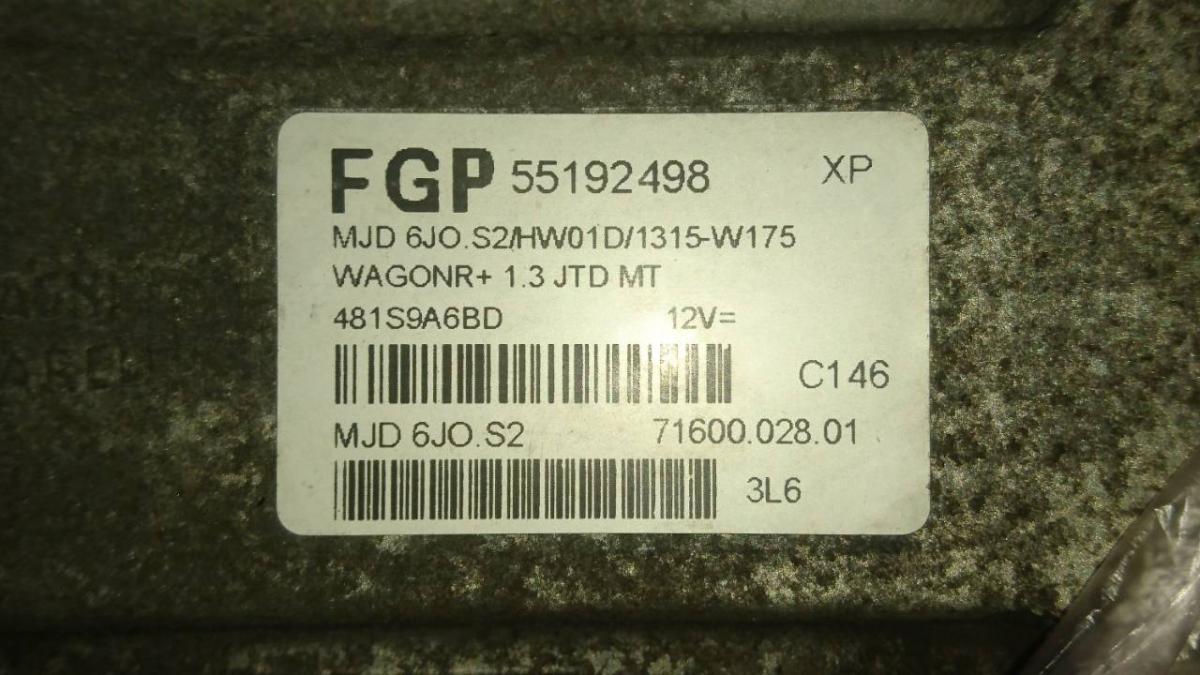 FGP 55192498 XP
MJD 6JO.S2/HW01D/1315-W175
WAGONR+ 1.3 JTD MT
481S9A6BD 12V=
C146
MJD 6JO.S2 71600.028.01
3L6